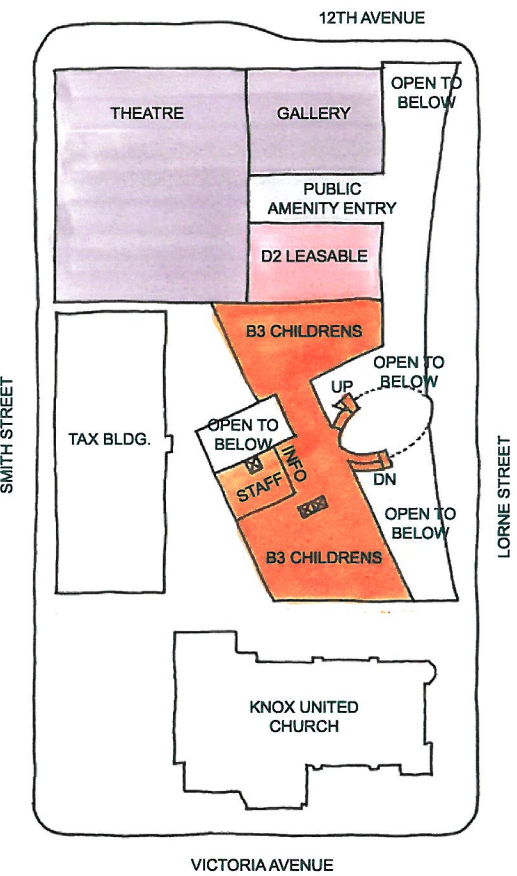 12TH AVENUE
OPEN TO
BELOW
THEATRE
GALLERY
PUBLIC
AMENITY ENTRY
D2 LEASABLE
B3 CHILDRENS
OPEN TO
BELOW
UP
OPEN TO
BELOW
TAX BLDG.
SMITH STREET
INFO
STAFF
DN
LORNE STREET
OPEN TO
BELOW
B3 CHILDRENS
KNOX UNITED
CHURCH
VICTORIA AVENUE